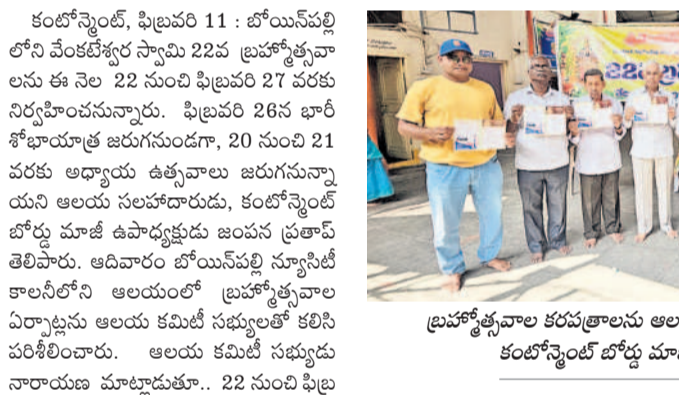 కంటోన్మెంట్, ఫిబ్రవరి 11 : బోయిన్‌పల్లి
లోని వేంకటేశ్వర స్వామి 22వ బ్రహ్మోత్సవా
లను ఈ నెల 22 నుంచి ఫిబ్రవరి 27 వరకు
నిర్వహించనున్నారు. ఫిబ్రవరి 26న భారీ
శోభాయాత్ర జరుగనుండగా, 20 నుంచి 21
వరకు అధ్యాయ ఉత్సవాలు జరుగనున్నా
యని ఆలయ సలహాదారుడు, కంటోన్మెంట్
బోర్డు మాజీ ఉపాధ్యక్షుడు జంపన ప్రతాప్
తెలిపారు. ఆదివారం బోయిన్‌పల్లి న్యూసిటీ
కాలనీలోని ఆలయంలో బ్రహ్మోత్సవాల
ఏర్పాట్లను ఆలయ కమిటీ సభ్యులతో కలిసి
పరిశీలించారు. ఆలయ కమిటీ సభ్యుడు
నారాయణ మాట్లాడుతూ.. 22 నుంచి ఫిబ్ర
బ్రహ్మోత్సవాల కరపత్రాలను ఆల
కంటోన్మెంట్ బోర్డు మా